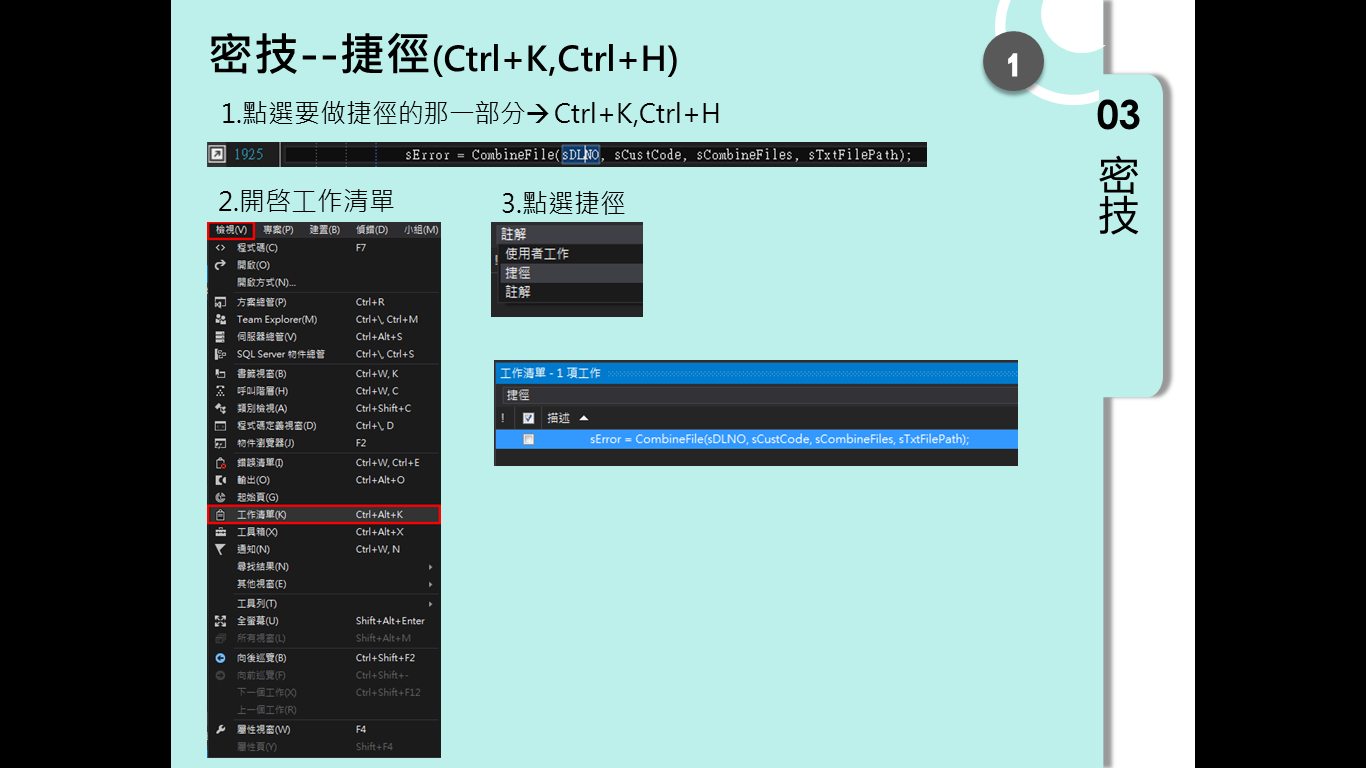 密技--捷徑(Ctrl+K,Ctrl+H)
1
03
密技
1.點選要做捷徑的那一部分→Ctrl+K,Ctrl+H
1925 sError = CombineFile(sDLNO, sCustCode, sCombineFiles, sTxtFilePath);
2.開啟工作清單
檢視(V) 專案(P) 建置(B) 偵錯(D) 小組(M)
程式碼(C) F7
開啟(O)
開啟方式(N)...
方案總管(P) Ctrl+R
Team Explorer(M) Ctrl+\, Ctrl+M
伺服器總管(V) Ctrl+Alt+S
SQL Server 物件總管 Ctrl+\, Ctrl+S
書籤視窗(B) Ctrl+W, K
呼叫階層(H) Ctrl+W, C
類別檢視(A) Ctrl+Shift+C
程式碼定義視窗(D) Ctrl+\, D
物件瀏覽器(J) F2
錯誤清單(I) Ctrl+W, Ctrl+E
輸出(O) Ctrl+Alt+O
起始頁(G)
工作清單(K) Ctrl+Alt+K
工具箱(X) Ctrl+Alt+X
通知(N) Ctrl+W, N
尋找結果(N)
其他視窗(E)
工具列(T)
全螢幕(U) Shift+Alt+Enter
所有視窗(L) Shift+Alt+M
向後巡覽(B) Ctrl+Shift+F2
向前巡覽(F) Ctrl+Shift+-
下一個工作(X) Ctrl+Shift+F12
上一個工作(R)
屬性視窗(W) F4
屬性頁(Y) Shift+F4
3.點選捷徑
註解
使用者工作
捷徑
註解
工作清單 - 1 項工作
捷徑
! 描述
sError = CombineFile(sDLNO, sCustCode, sCombineFiles, sTxtFilePath);